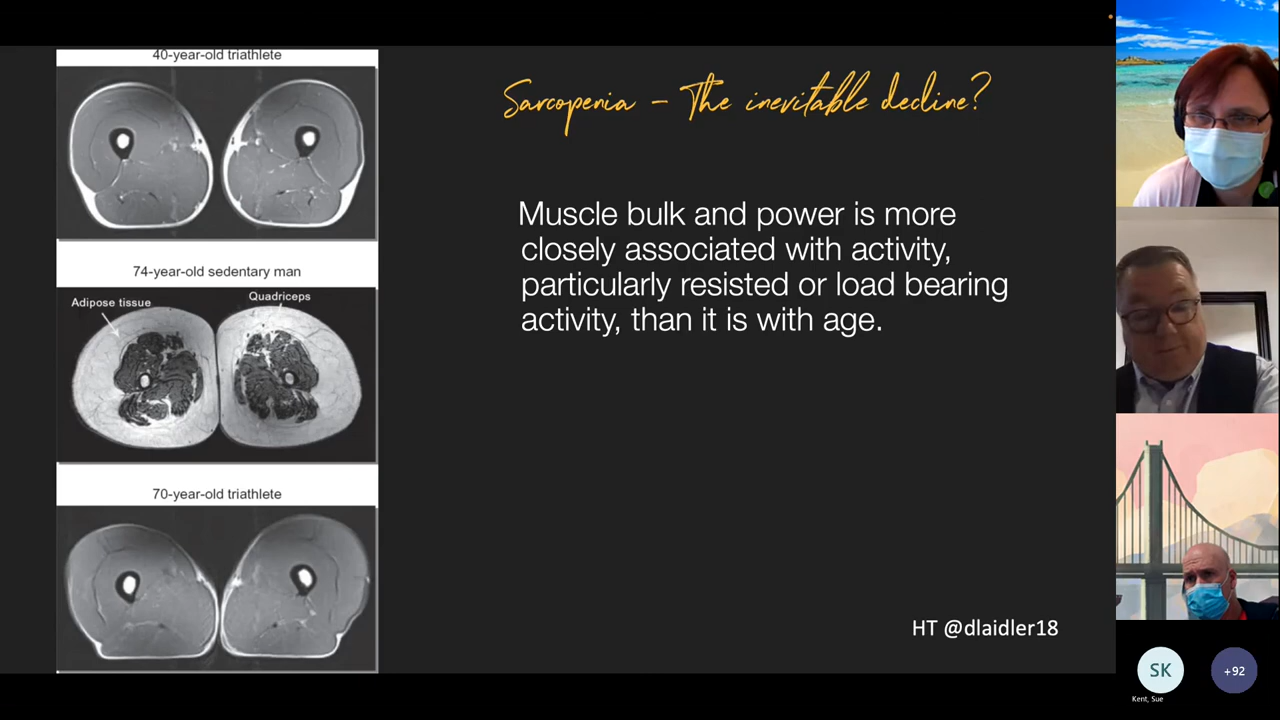 40-year-old triathlete
74-year-old sedentary man
Adipose tissue
Quadriceps
70-year-old triathlete
Sarcopenia - The inevitable decline?
Muscle bulk and power is more
closely associated with activity,
particularly resisted or load bearing
activity, than it is with age.
HT @dlaidler18
SK
+92
Kent, Sue